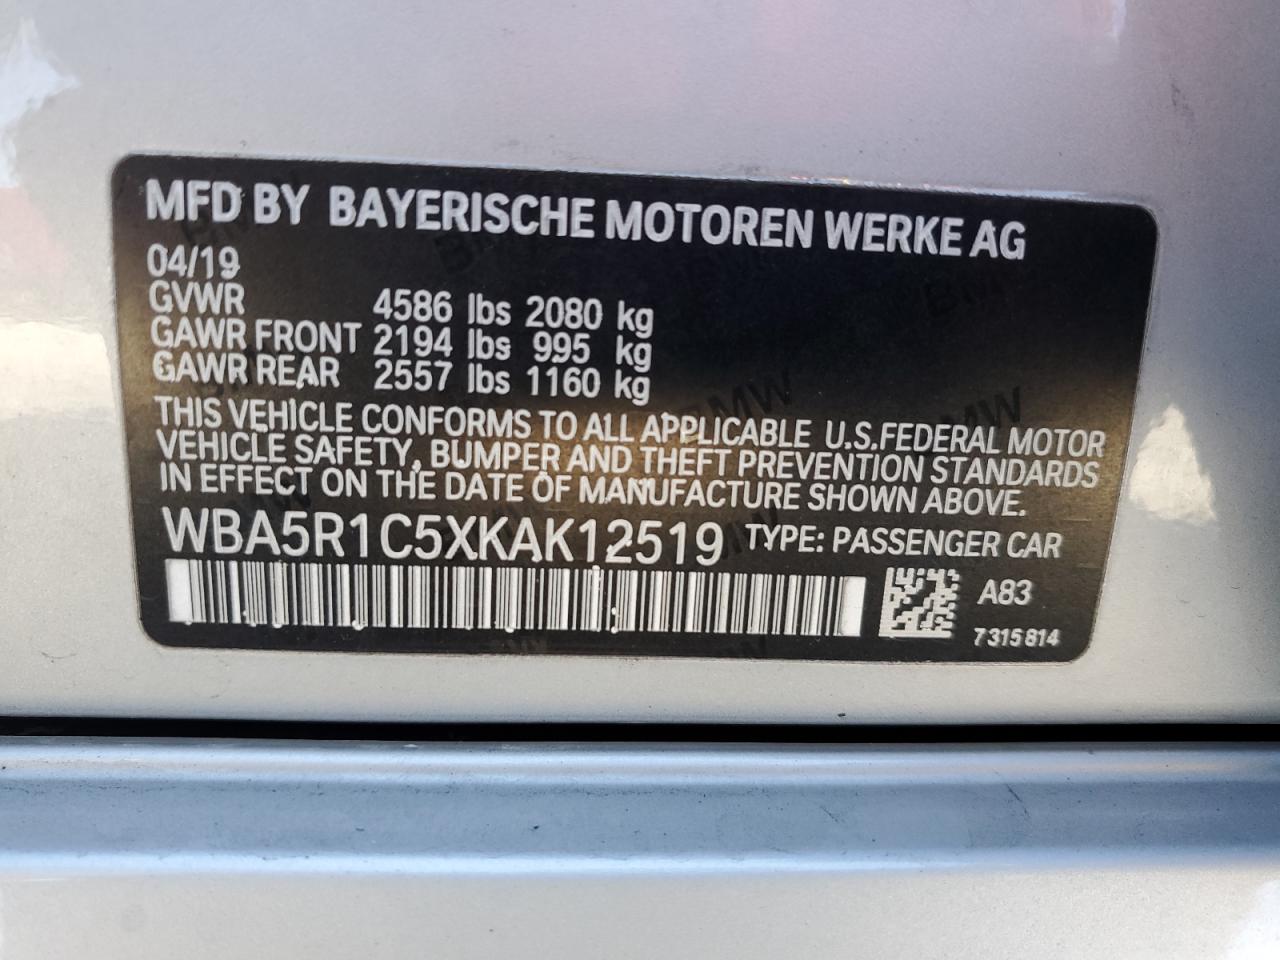 MFD BY BAYERISCHE MOTOREN WERKE AG
04/19
GVWR 4586 lbs 2080 kg
GAWR FRONT 2194 lbs 995 kg
GAWR REAR 2557 lbs 1160 kg
THIS VEHICLE CONFORMS TO ALL APPLICABLE U.S.FEDERAL MOTOR
VEHICLE SAFETY, BUMPER AND THEFT PREVENTION STANDARDS
IN EFFECT ON THE DATE OF MANUFACTURE SHOWN ABOVE.
WBA5R1C5XKAK12519 TYPE: PASSENGER CAR
A83
7315814